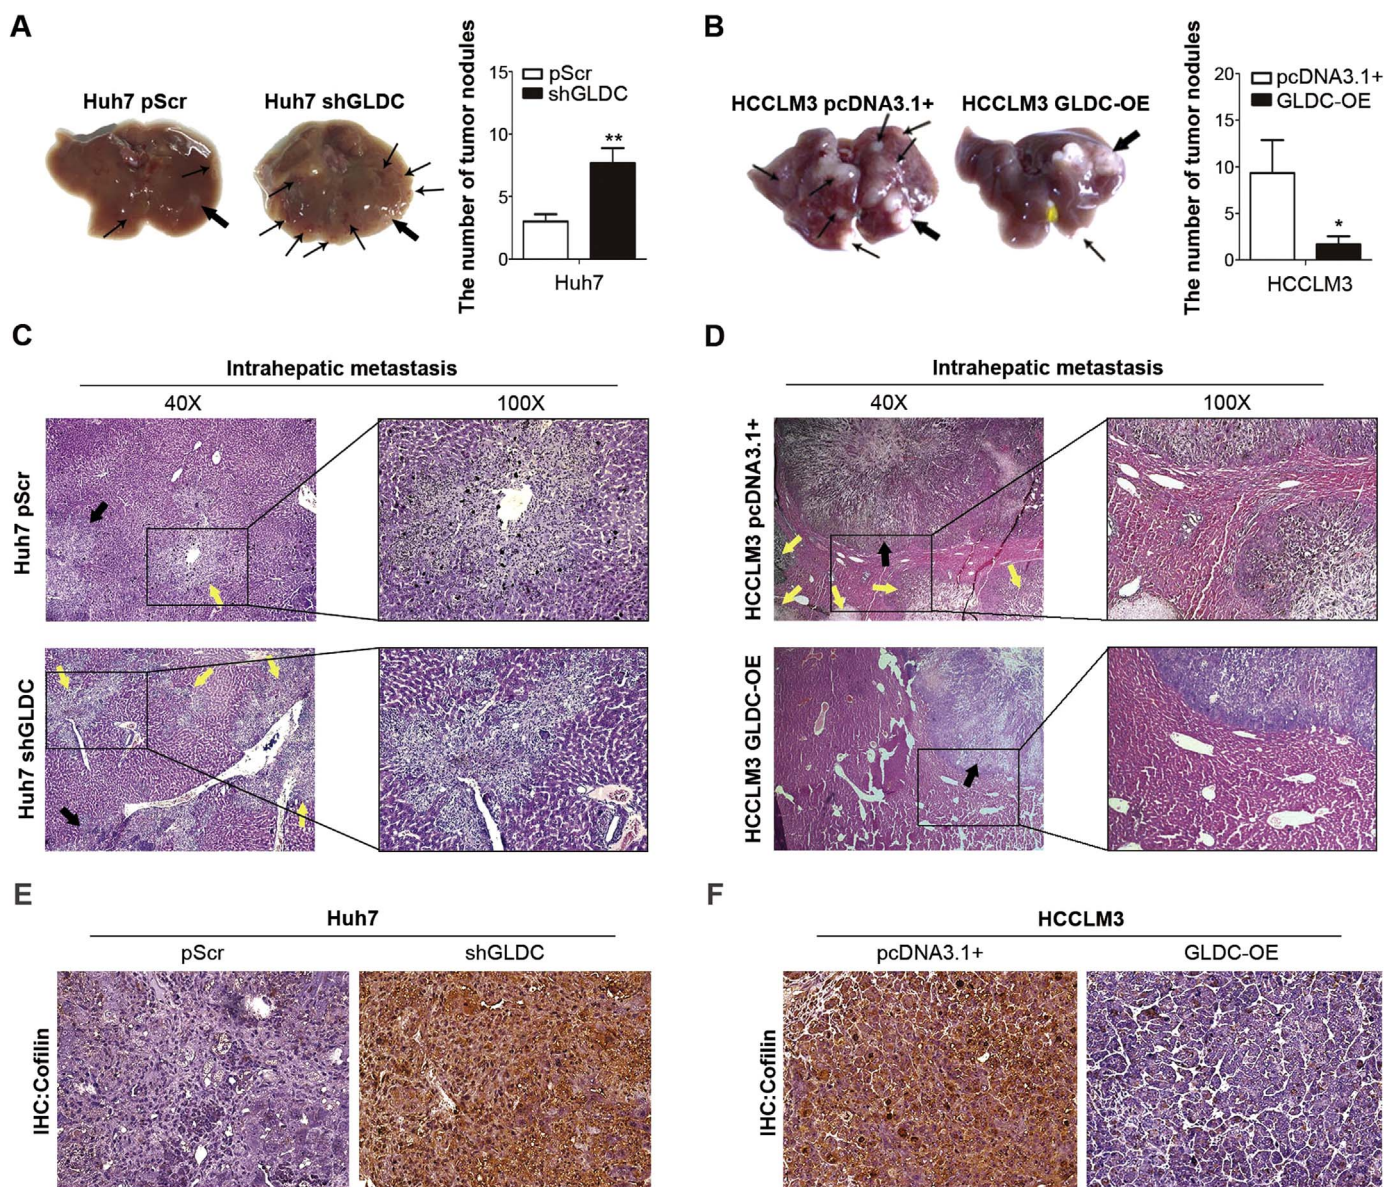 A
Huh7 pScr
Huh7 shGLDC
The number of tumor nodules
15
10
5
0
pScr
shGLDC
**
Huh7
B
HCCLM3 pcDNA3.1+
HCCLM3 GLDC-OE
The number of tumor nodules
20
15
10
5
0
pcDNA3.1+
GLDC-OE
*
HCCLM3
C
Intrahepatic metastasis
40X
100X
Huh7 pScr
Huh7 shGLDC
D
Intrahepatic metastasis
40X
100X
HCCLM3 pcDNA3.1+
HCCLM3 GLDC-OE
E
Huh7
pScr
shGLDC
IHC:Cofilin
F
HCCLM3
pcDNA3.1+
GLDC-OE
IHC:Cofilin